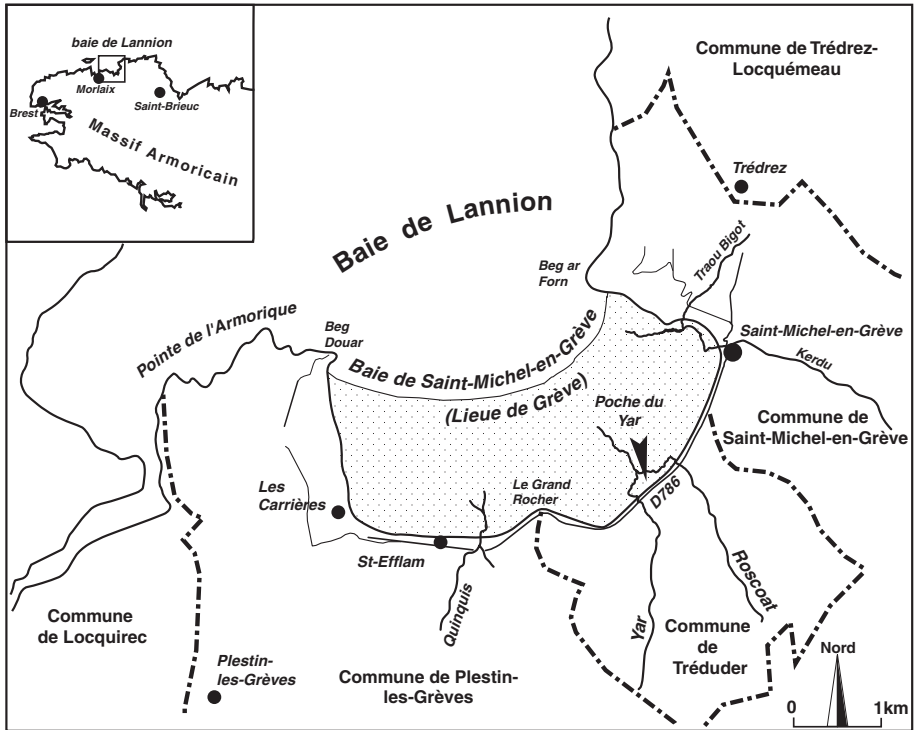 baie de Lannion
Morlaix
Saint-Brieuc
Brest
Massif Armoricain
Commune de Trédrez-
Locquémeau
Trédrez
Baie de Lannion
Traou Bigot
Beg ar
Forn
Pointe de l'Armorique
Beg
Douar
Baie de Saint-Michel-en-Grève
(Lieue de Grève)
Saint-Michel-en-Grève
Kerdu
Poche du
Yar
Commune de
Saint-Michel-en-Grève
Les
Carrières
Le Grand
Rocher
D786
St-Efflam
Quinquis
Yar
Roscoat
Commune
de Locquirec
Plestin-
les-Grèves
Commune de Plestin-
les-Grèves
Commune
de
Tréduder
Nord
0 1km